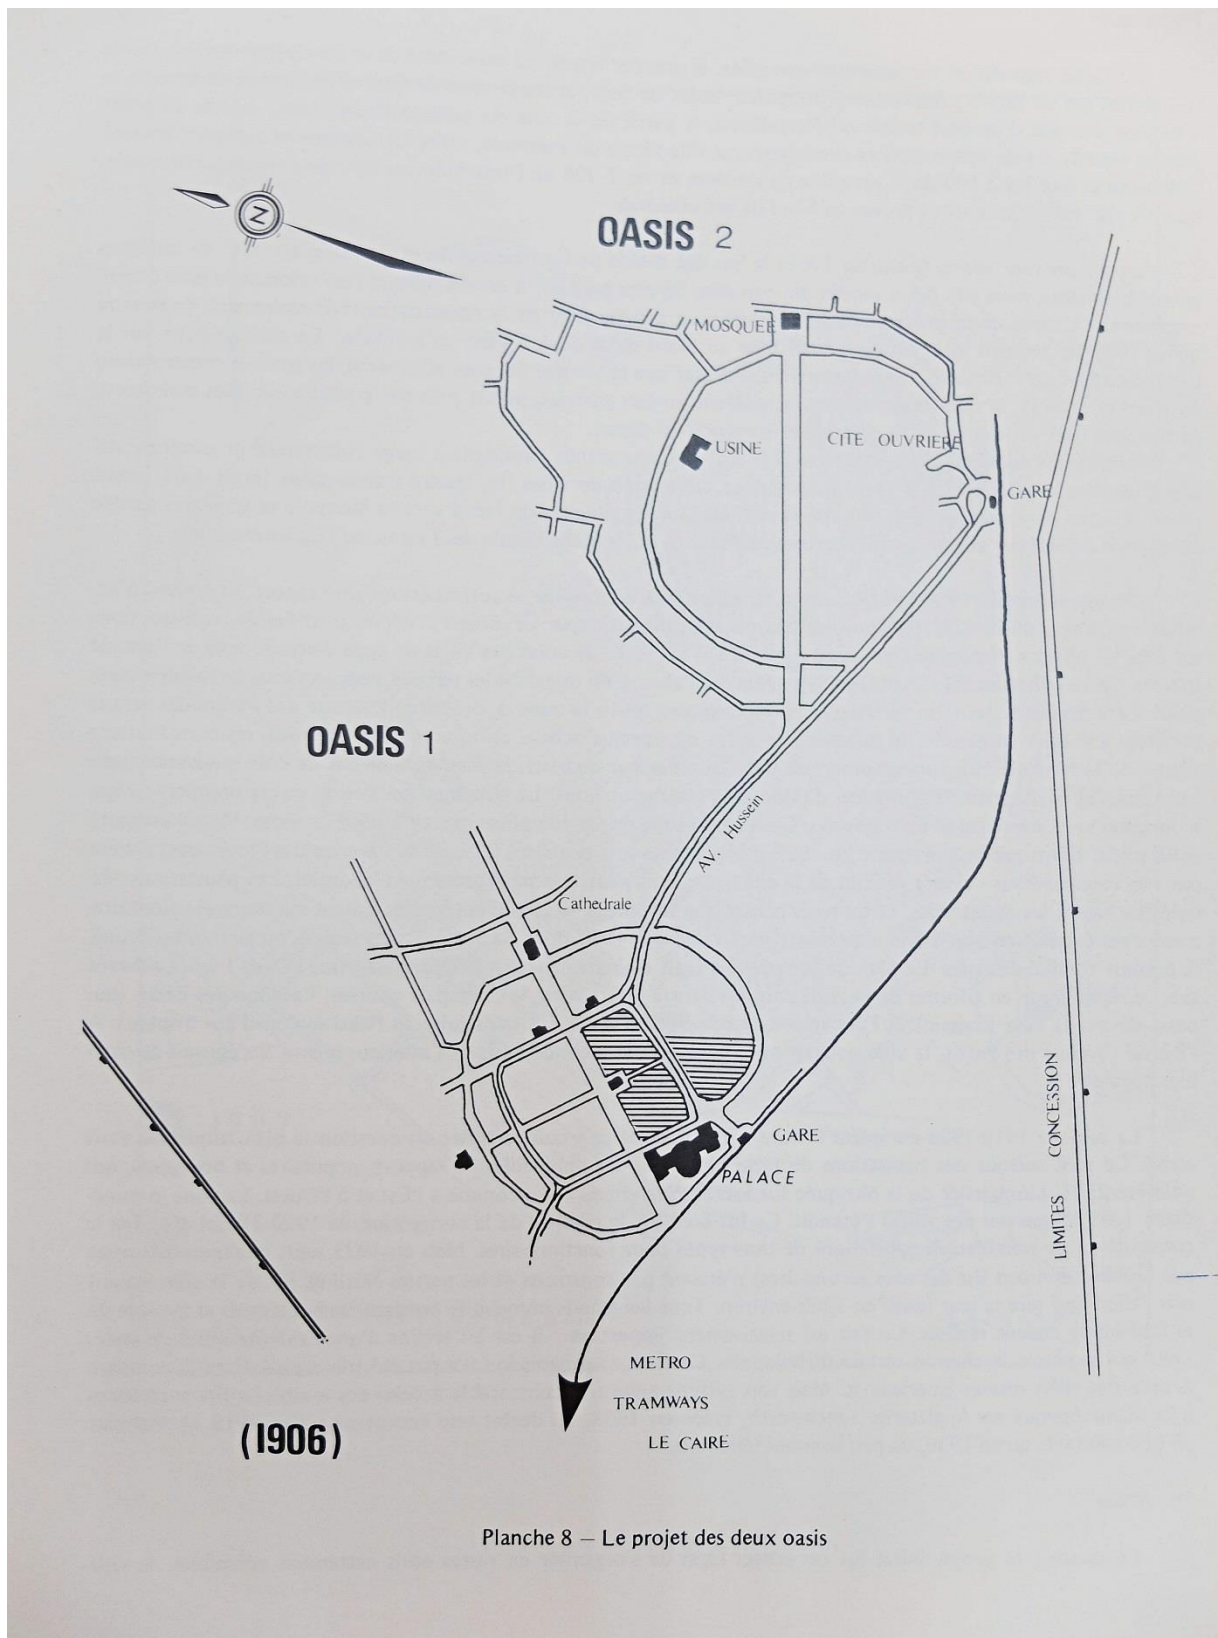 N
OASIS 2
MOSQUEE
USINE
CITE OUVRIERE
GARE
OASIS 1
AV. Hussein
Cathedrale
GARE
PALACE
LIMITES CONCESSION
METRO
TRAMWAYS
LE CAIRE
(1906)
Planche 8 — Le projet des deux oasis